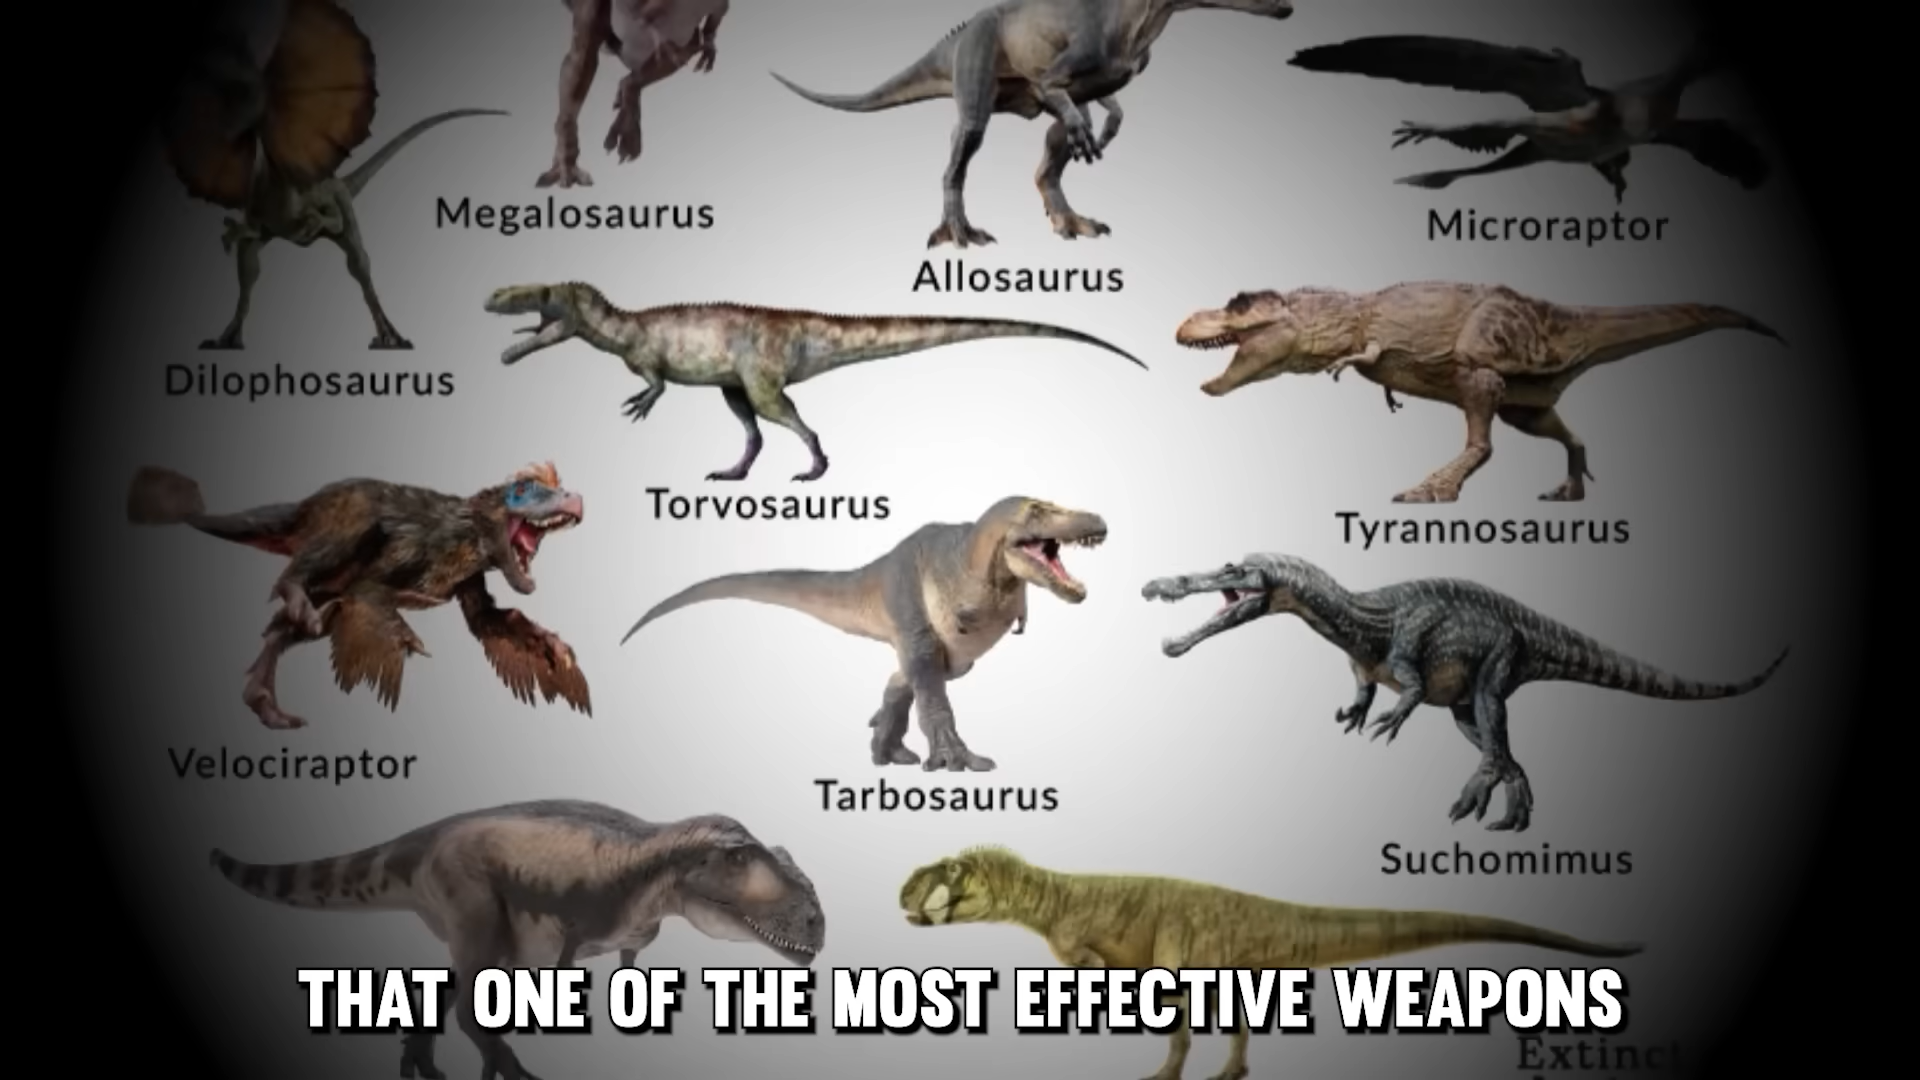 Megalosaurus
Microraptor
Allosaurus
Dilophosaurus
Torvosaurus
Tyrannosaurus
Velociraptor
Tarbosaurus
Suchomimus
THAT ONE OF THE MOST EFFECTIVE WEAPONS